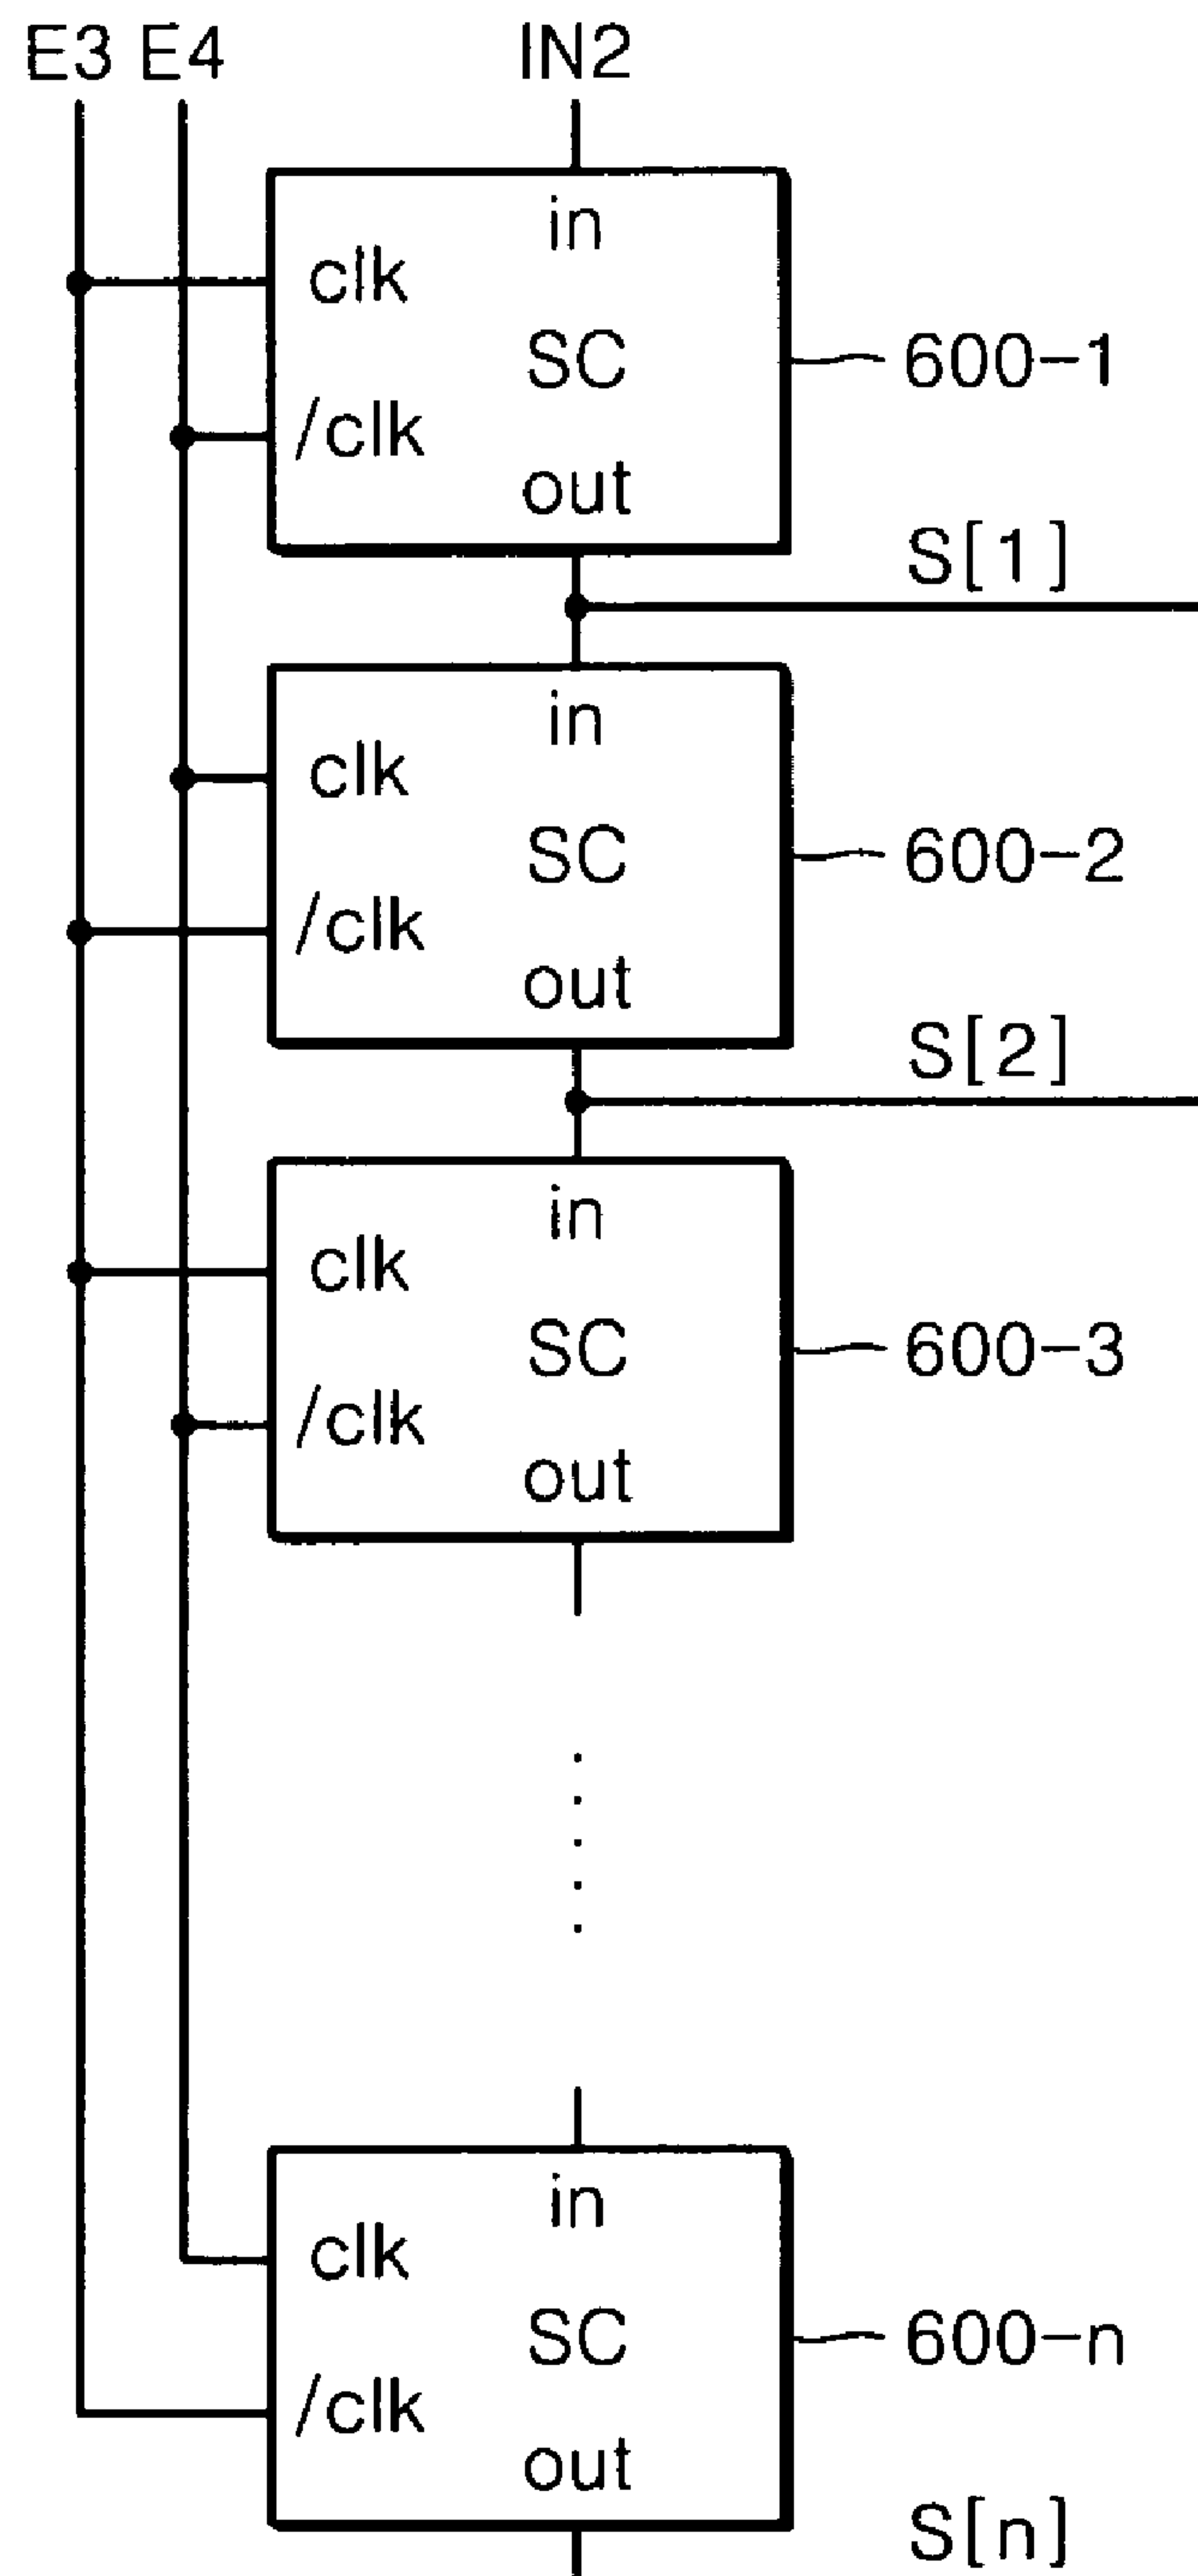 E3 E4 IN2
in
clk
SC
600-1
/clk
out
S[1]
in
clk
SC
600-2
/clk
out
S[2]
in
clk
SC
600-3
/clk
out
in
clk
SC
600-n
/clk
out
S[n]